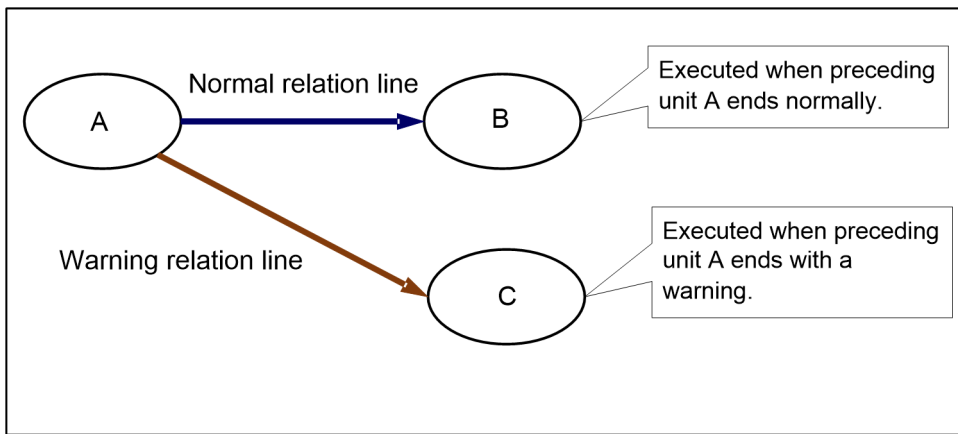 A
Normal relation line
B
Executed when preceding
unit A ends normally.
Warning relation line
C
Executed when preceding
unit A ends with a
warning.